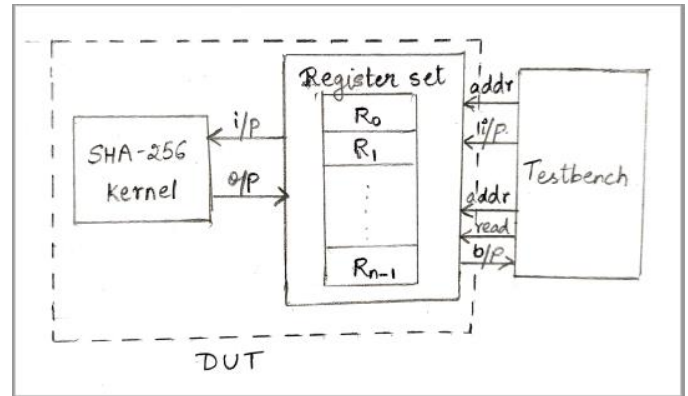 Register set
R0
R1
Rn-1
SHA-256
Kernel
i/p
o/p
addr
i/p
addr
read
o/p
Testbench
DUT